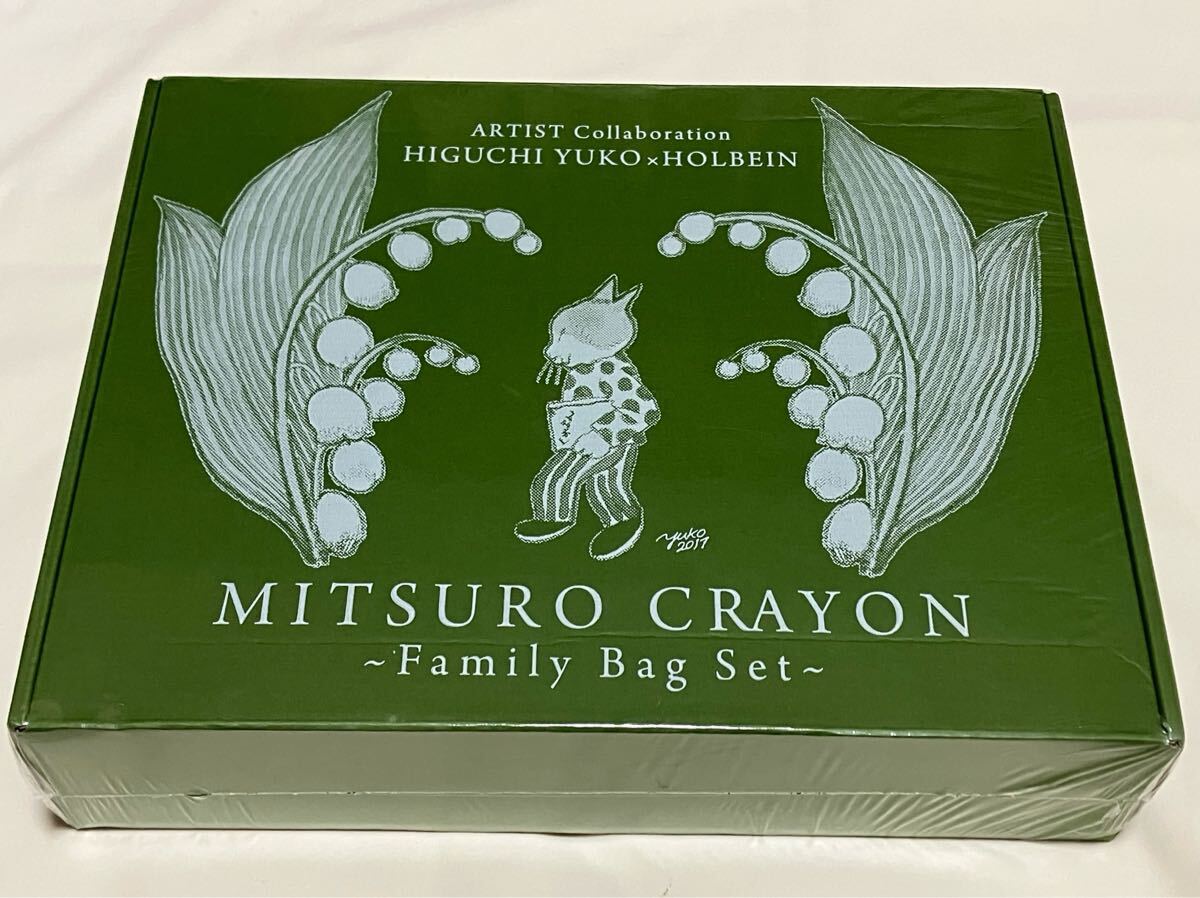 ARTIST Collaboration
HIGUCHI YUKO×HOLBEIN
yuko
2017
MITSURO CRAYON
~Family Bag Set~